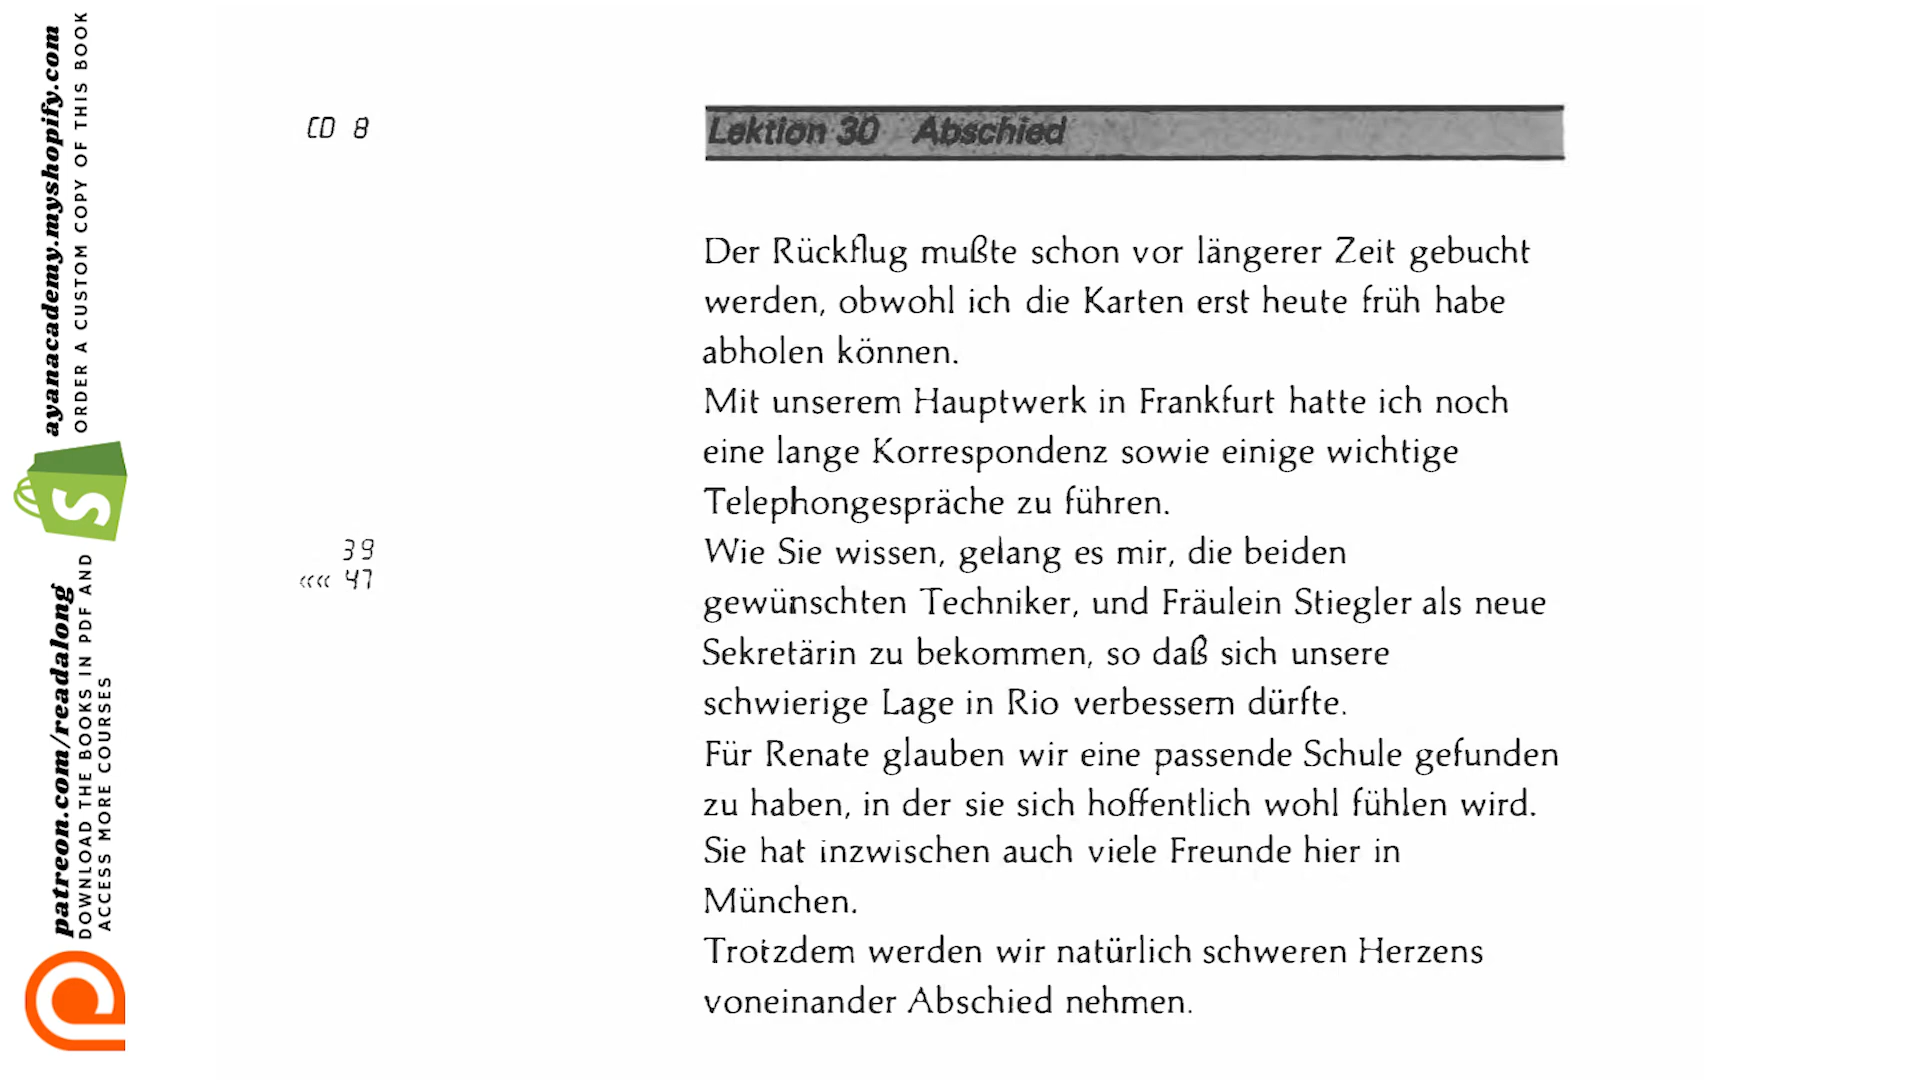 ayanacademy.myshopify.com
ORDER A CUSTOM COPY OF THIS BOOK
patreon.com/readalong
DOWNLOAD THE BOOKS IN PDF AND
ACCESS MORE COURSES
CD 8
Lektion 30 Abschied
Der Rückflug mußte schon vor längerer Zeit gebucht
werden, obwohl ich die Karten erst heute früh habe
abholen können.
Mit unserem Hauptwerk in Frankfurt hatte ich noch
eine lange Korrespondenz sowie einige wichtige
Telephongespräche zu führen.
39
‹‹‹‹ 47
Wie Sie wissen, gelang es mir, die beiden
gewünschten Techniker, und Fräulein Stiegler als neue
Sekretärin zu bekommen, so daß sich unsere
schwierige Lage in Rio verbessern dürfte.
Für Renate glauben wir eine passende Schule gefunden
zu haben, in der sie sich hoffentlich wohl fühlen wird.
Sie hat inzwischen auch viele Freunde hier in
München.
Trotzdem werden wir natürlich schweren Herzens
voneinander Abschied nehmen.